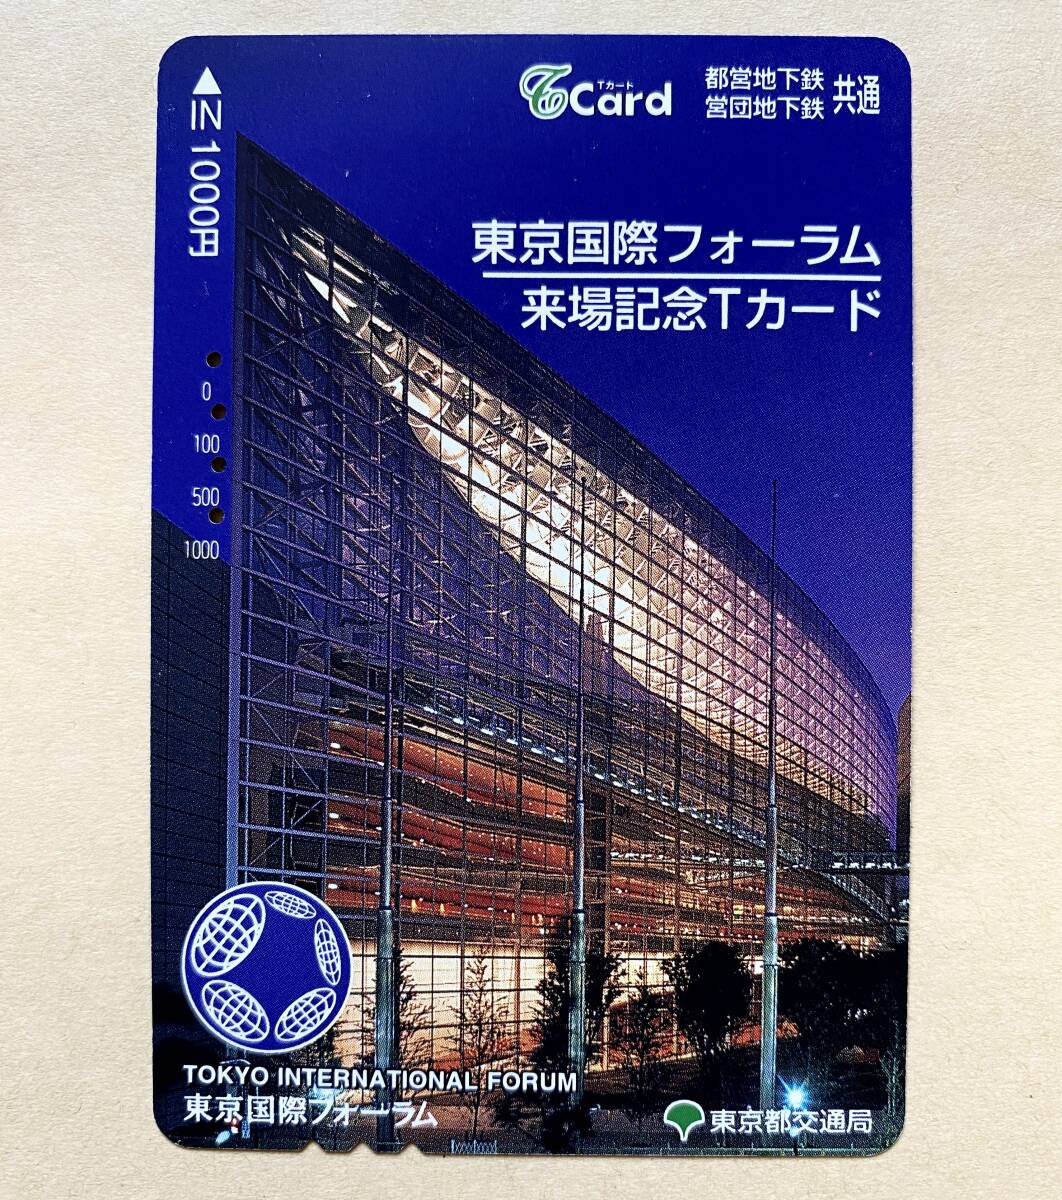 IN 1000円
TCard
Tカード
都営地下鉄
営団地下鉄
共通
東京国際フォーラム
来場記念Tカード
0
100
500
1000
TOKYO INTERNATIONAL FORUM
東京国際フォーラム
東京都交通局